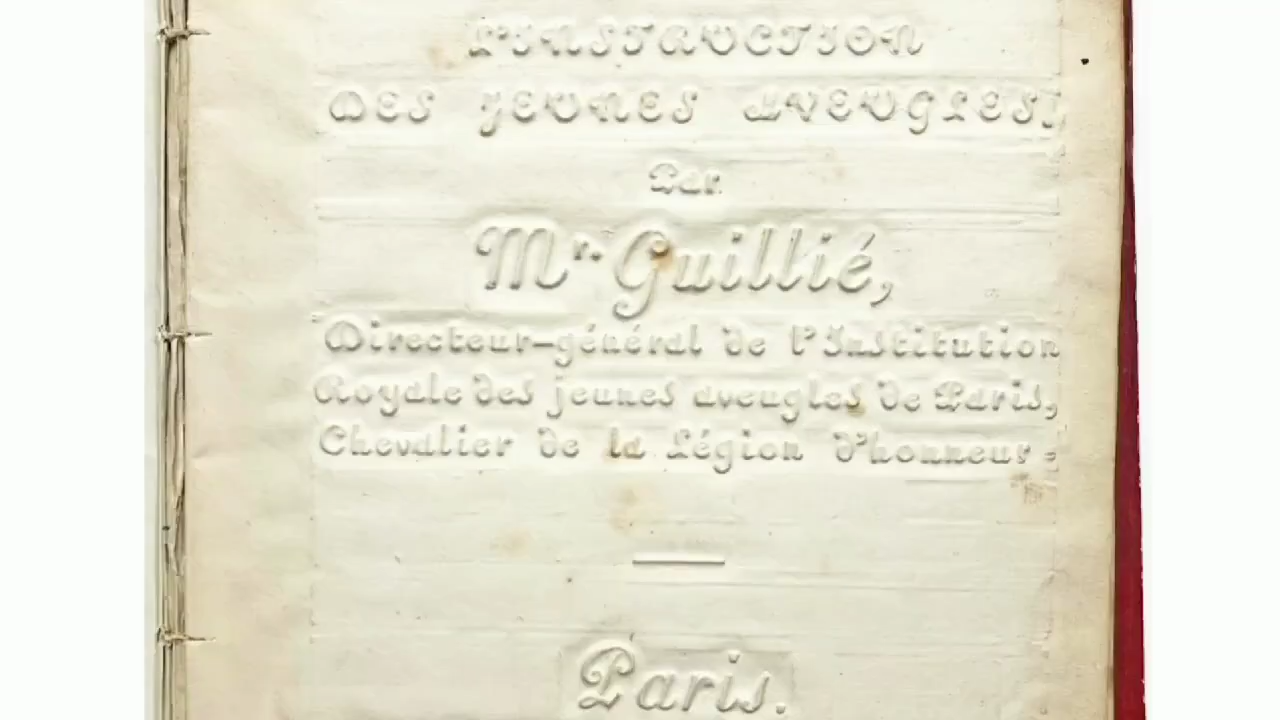 L'INSTRUCTION
DES JEUNES AVEUGLES,
Par
Mr. Guillié,
Directeur-général de l'Institution
Royale des jeunes aveugles de Paris,
Chevalier de la Légion d'honneur.
Paris.